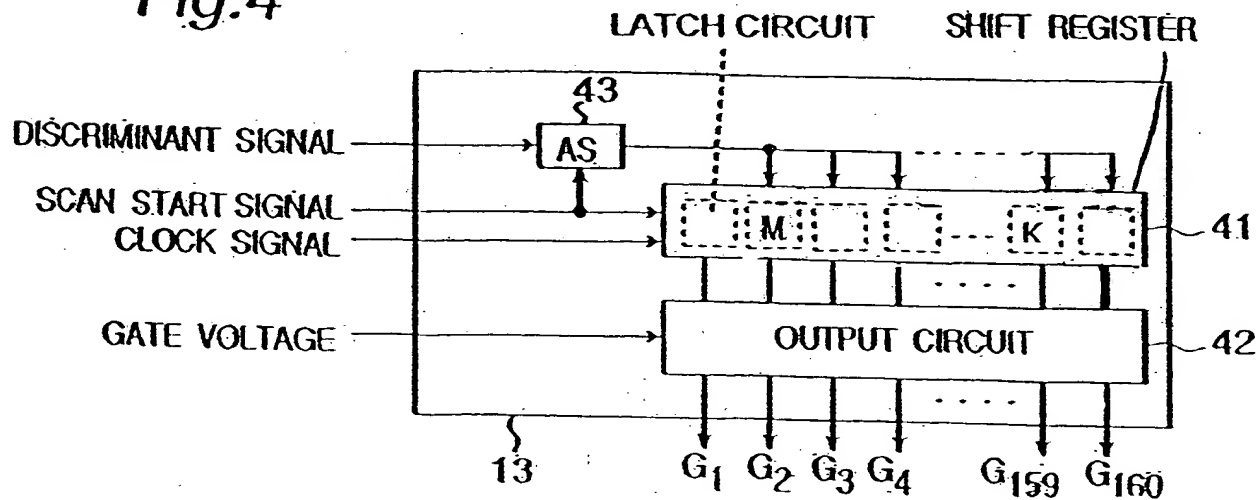 Fig.4
LATCH CIRCUIT SHIFT REGISTER
43
DISCRIMINANT SIGNAL
AS
SCAN START SIGNAL
CLOCK SIGNAL
M
K
41
GATE VOLTAGE
OUTPUT CIRCUIT
42
13
G1 G2 G3 G4 G159 G160